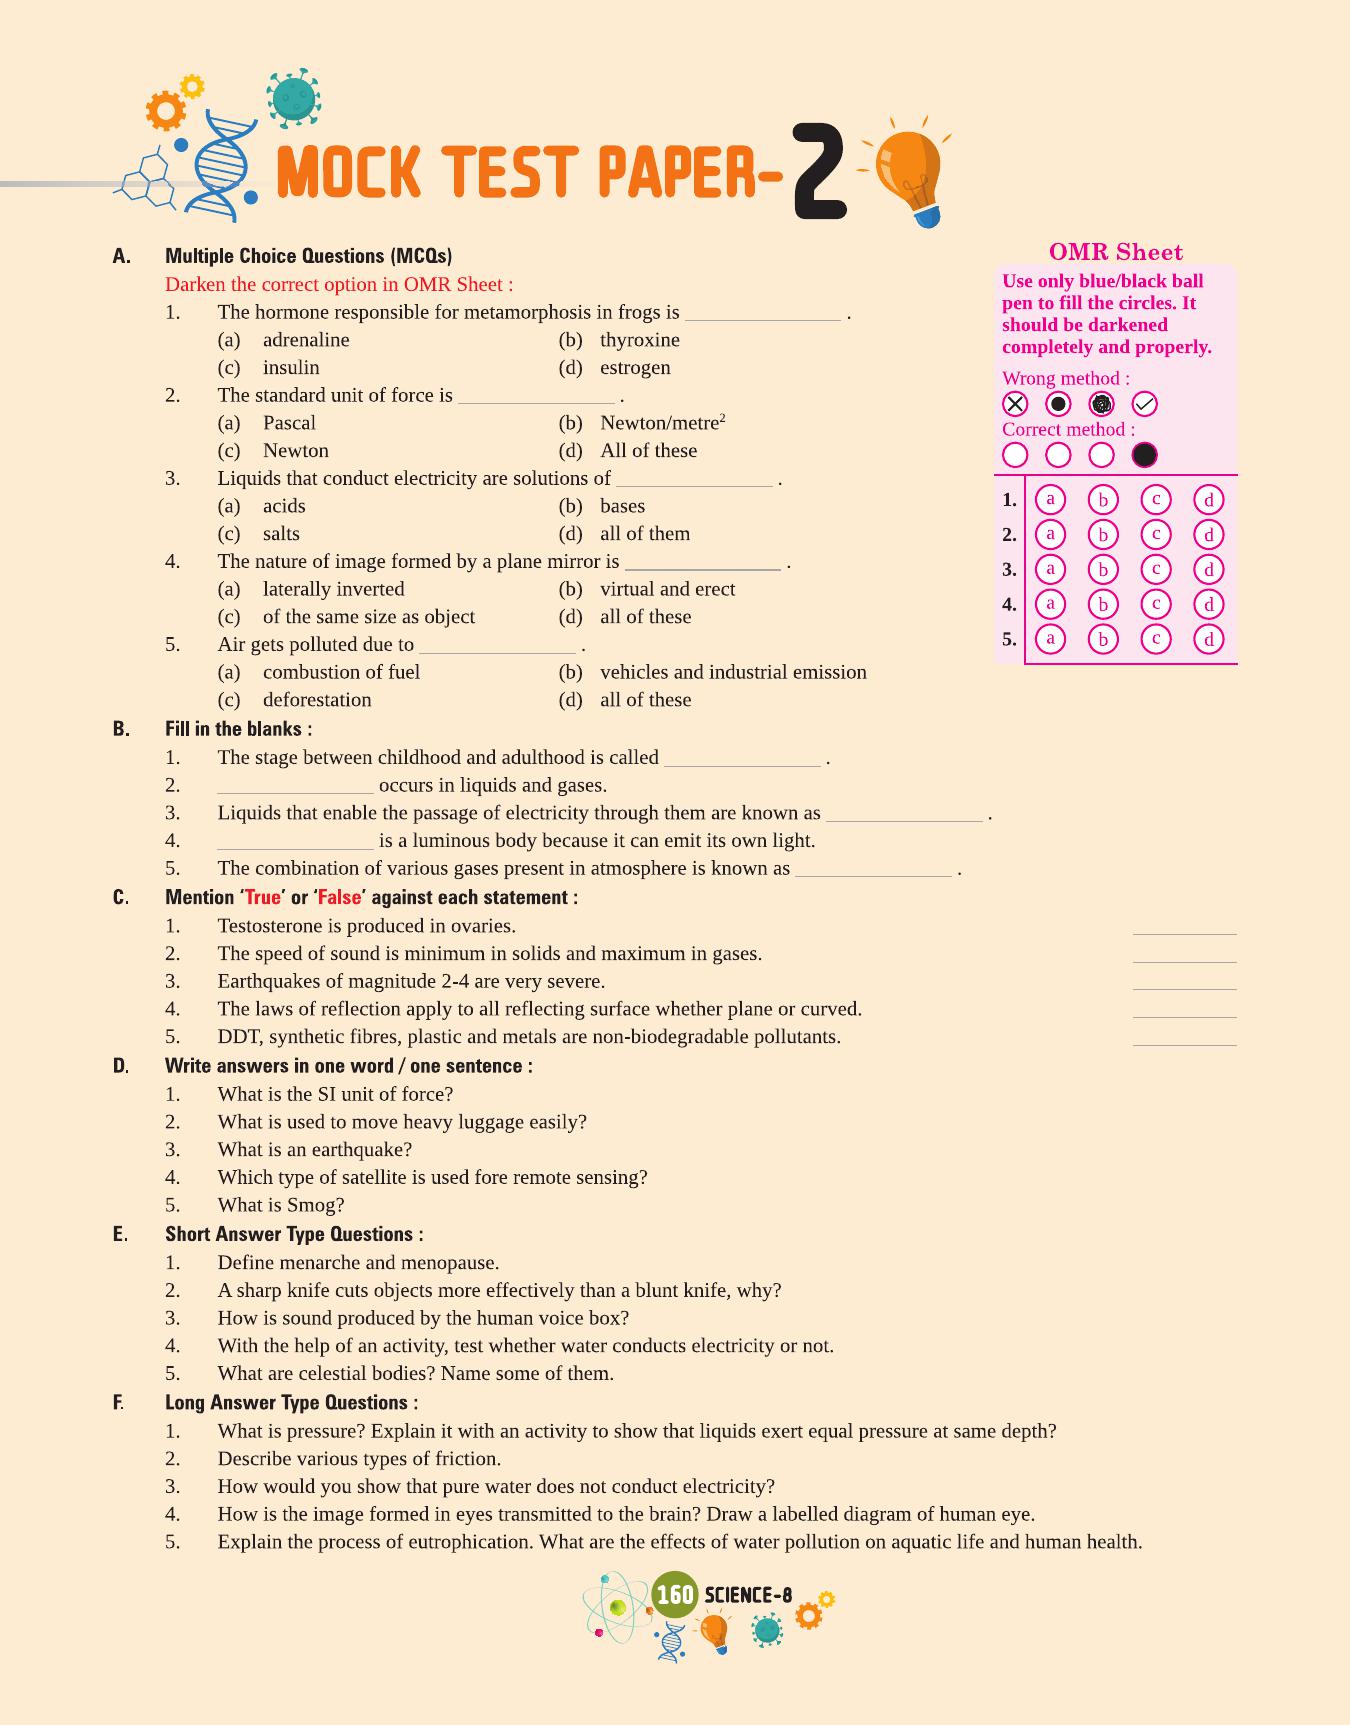 MOCK TEST PAPER-2
A. Multiple Choice Questions (MCQs)
Darken the correct option in OMR Sheet :
1. The hormone responsible for metamorphosis in frogs is _______________ .
(a) adrenaline (b) thyroxine
(c) insulin (d) estrogen
2. The standard unit of force is _______________ .
(a) Pascal (b) Newton/metre²
(c) Newton (d) All of these
3. Liquids that conduct electricity are solutions of _______________ .
(a) acids (b) bases
(c) salts (d) all of them
4. The nature of image formed by a plane mirror is _______________ .
(a) laterally inverted (b) virtual and erect
(c) of the same size as object (d) all of these
5. Air gets polluted due to _______________ .
(a) combustion of fuel (b) vehicles and industrial emission
(c) deforestation (d) all of these
OMR Sheet
Use only blue/black ball
pen to fill the circles. It
should be darkened
completely and properly.
Wrong method :
Correct method :
1. a b c d
2. a b c d
3. a b c d
4. a b c d
5. a b c d
B. Fill in the blanks :
1. The stage between childhood and adulthood is called _______________ .
2. _______________ occurs in liquids and gases.
3. Liquids that enable the passage of electricity through them are known as _______________ .
4. _______________ is a luminous body because it can emit its own light.
5. The combination of various gases present in atmosphere is known as _______________ .
C. Mention ‘True’ or ‘False’ against each statement :
1. Testosterone is produced in ovaries. __________
2. The speed of sound is minimum in solids and maximum in gases. __________
3. Earthquakes of magnitude 2-4 are very severe. __________
4. The laws of reflection apply to all reflecting surface whether plane or curved. __________
5. DDT, synthetic fibres, plastic and metals are non-biodegradable pollutants. __________
D. Write answers in one word / one sentence :
1. What is the SI unit of force?
2. What is used to move heavy luggage easily?
3. What is an earthquake?
4. Which type of satellite is used fore remote sensing?
5. What is Smog?
E. Short Answer Type Questions :
1. Define menarche and menopause.
2. A sharp knife cuts objects more effectively than a blunt knife, why?
3. How is sound produced by the human voice box?
4. With the help of an activity, test whether water conducts electricity or not.
5. What are celestial bodies? Name some of them.
F. Long Answer Type Questions :
1. What is pressure? Explain it with an activity to show that liquids exert equal pressure at same depth?
2. Describe various types of friction.
3. How would you show that pure water does not conduct electricity?
4. How is the image formed in eyes transmitted to the brain? Draw a labelled diagram of human eye.
5. Explain the process of eutrophication. What are the effects of water pollution on aquatic life and human health.
160 SCIENCE-8